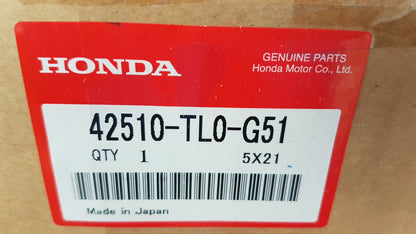 HONDA
GENUINE PARTS
Honda Motor Co., Ltd.
42510-TL0-G51
QTY 1 5X21
Made in Japan